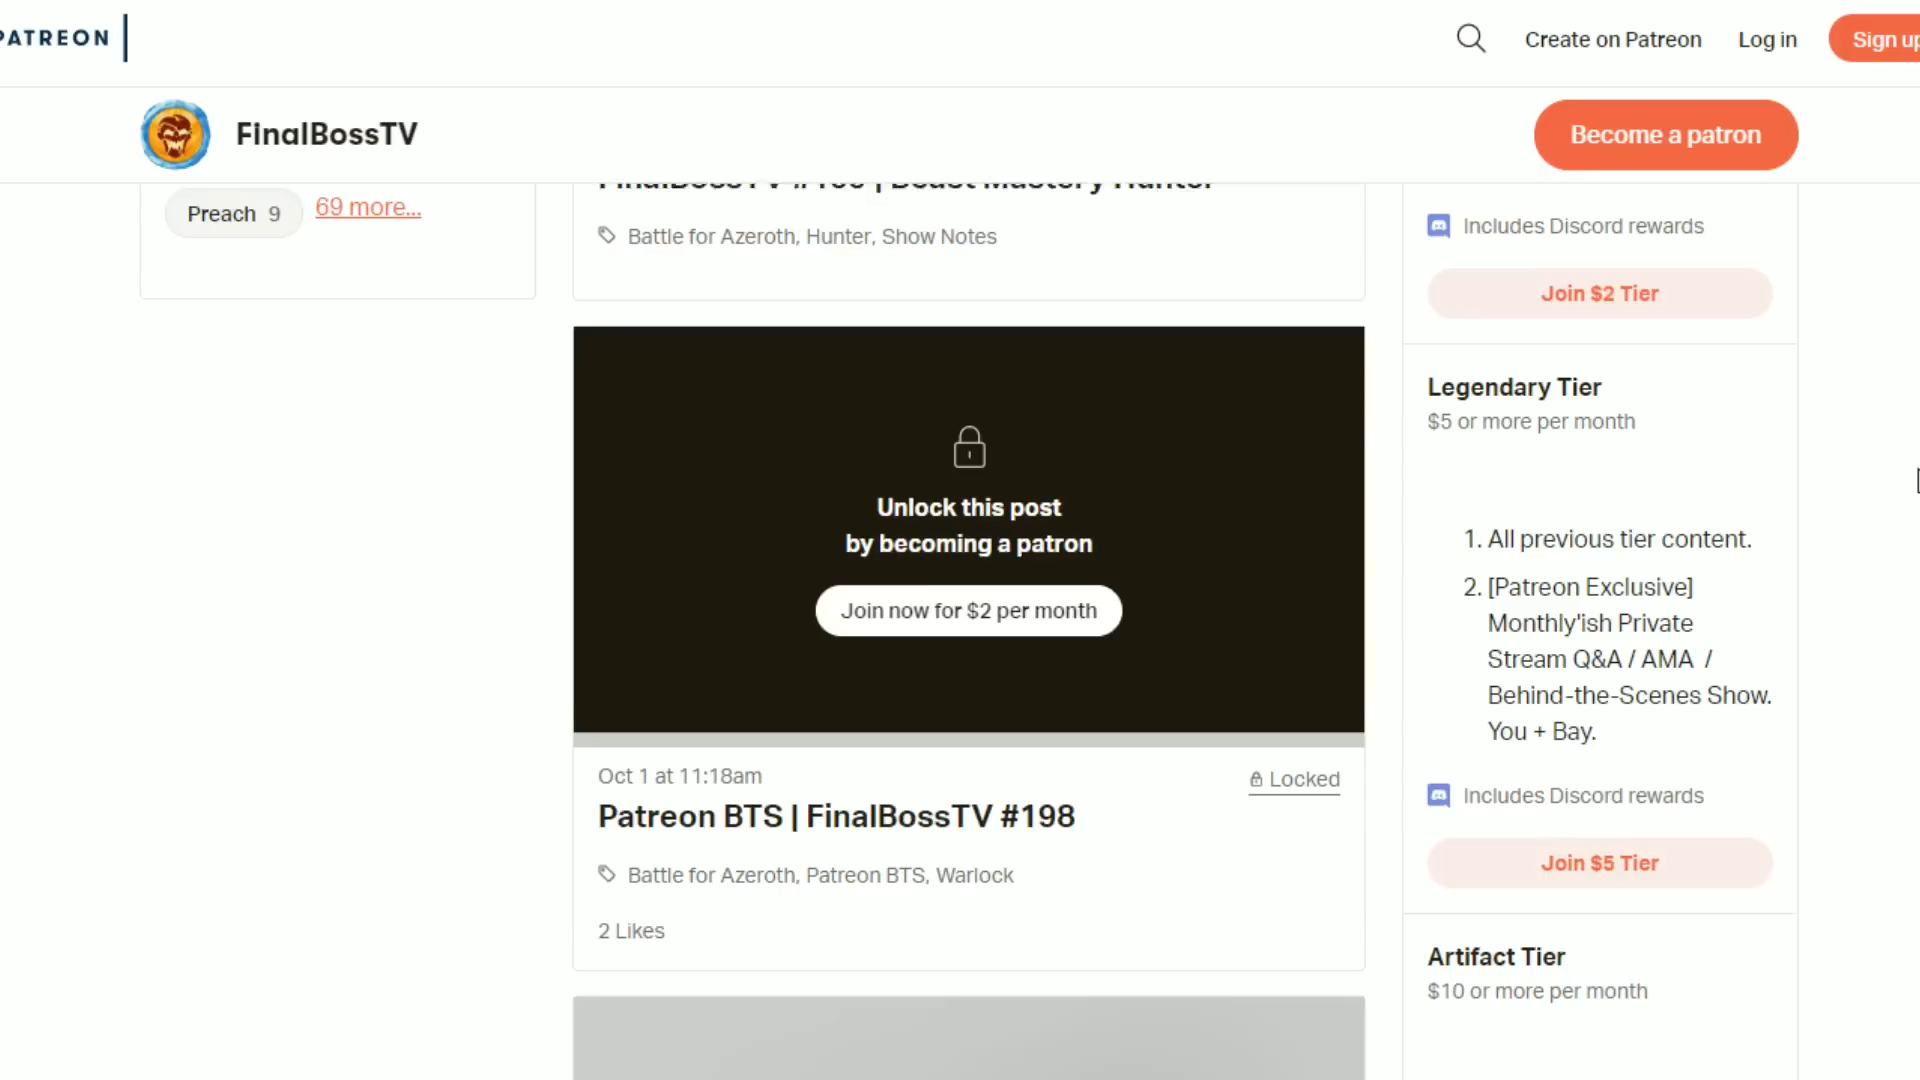 PATREON
Create on Patreon
Log in
Sign up
FinalBossTV
Become a patron
Preach 9
69 more...
Beast Mastery Hunter
Battle for Azeroth, Hunter, Show Notes
Unlock this post
by becoming a patron
Join now for $2 per month
Oct 1 at 11:18am
Locked
Patreon BTS | FinalBossTV #198
Battle for Azeroth, Patreon BTS, Warlock
2 Likes
Includes Discord rewards
Join $2 Tier
Legendary Tier
$5 or more per month
1. All previous tier content.
2. [Patreon Exclusive]
Monthly'ish Private
Stream Q&A / AMA /
Behind-the-Scenes Show.
You + Bay.
Includes Discord rewards
Join $5 Tier
Artifact Tier
$10 or more per month